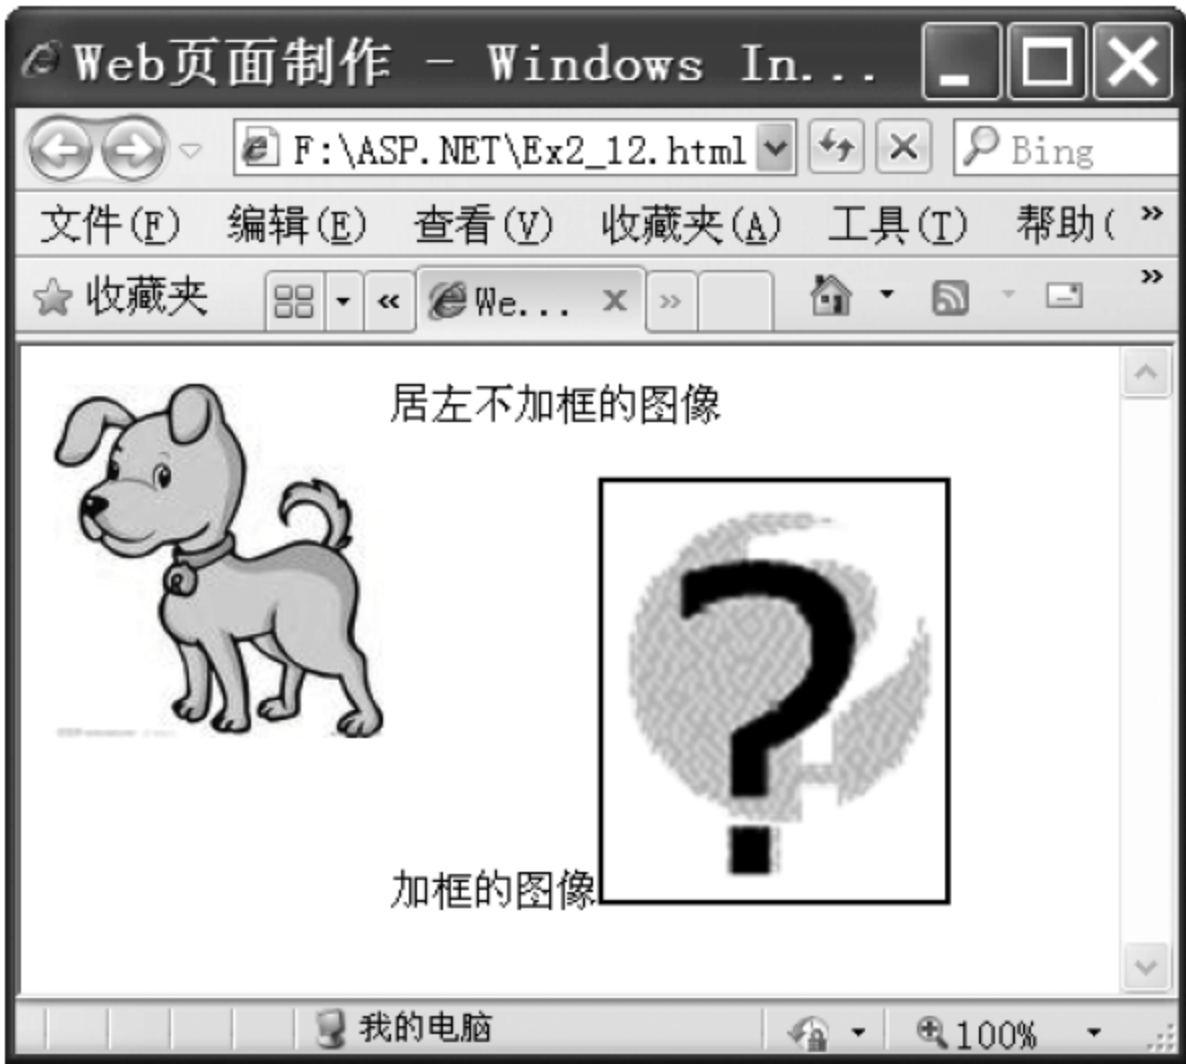 Web页面制作 - Windows In...
F:\ASP.NET\Ex2_12.html Bing
文件(F) 编辑(E) 查看(V) 收藏夹(A) 工具(T) 帮助(
收藏夹 We...
居左不加框的图像
?
加框的图像
我的电脑 100%